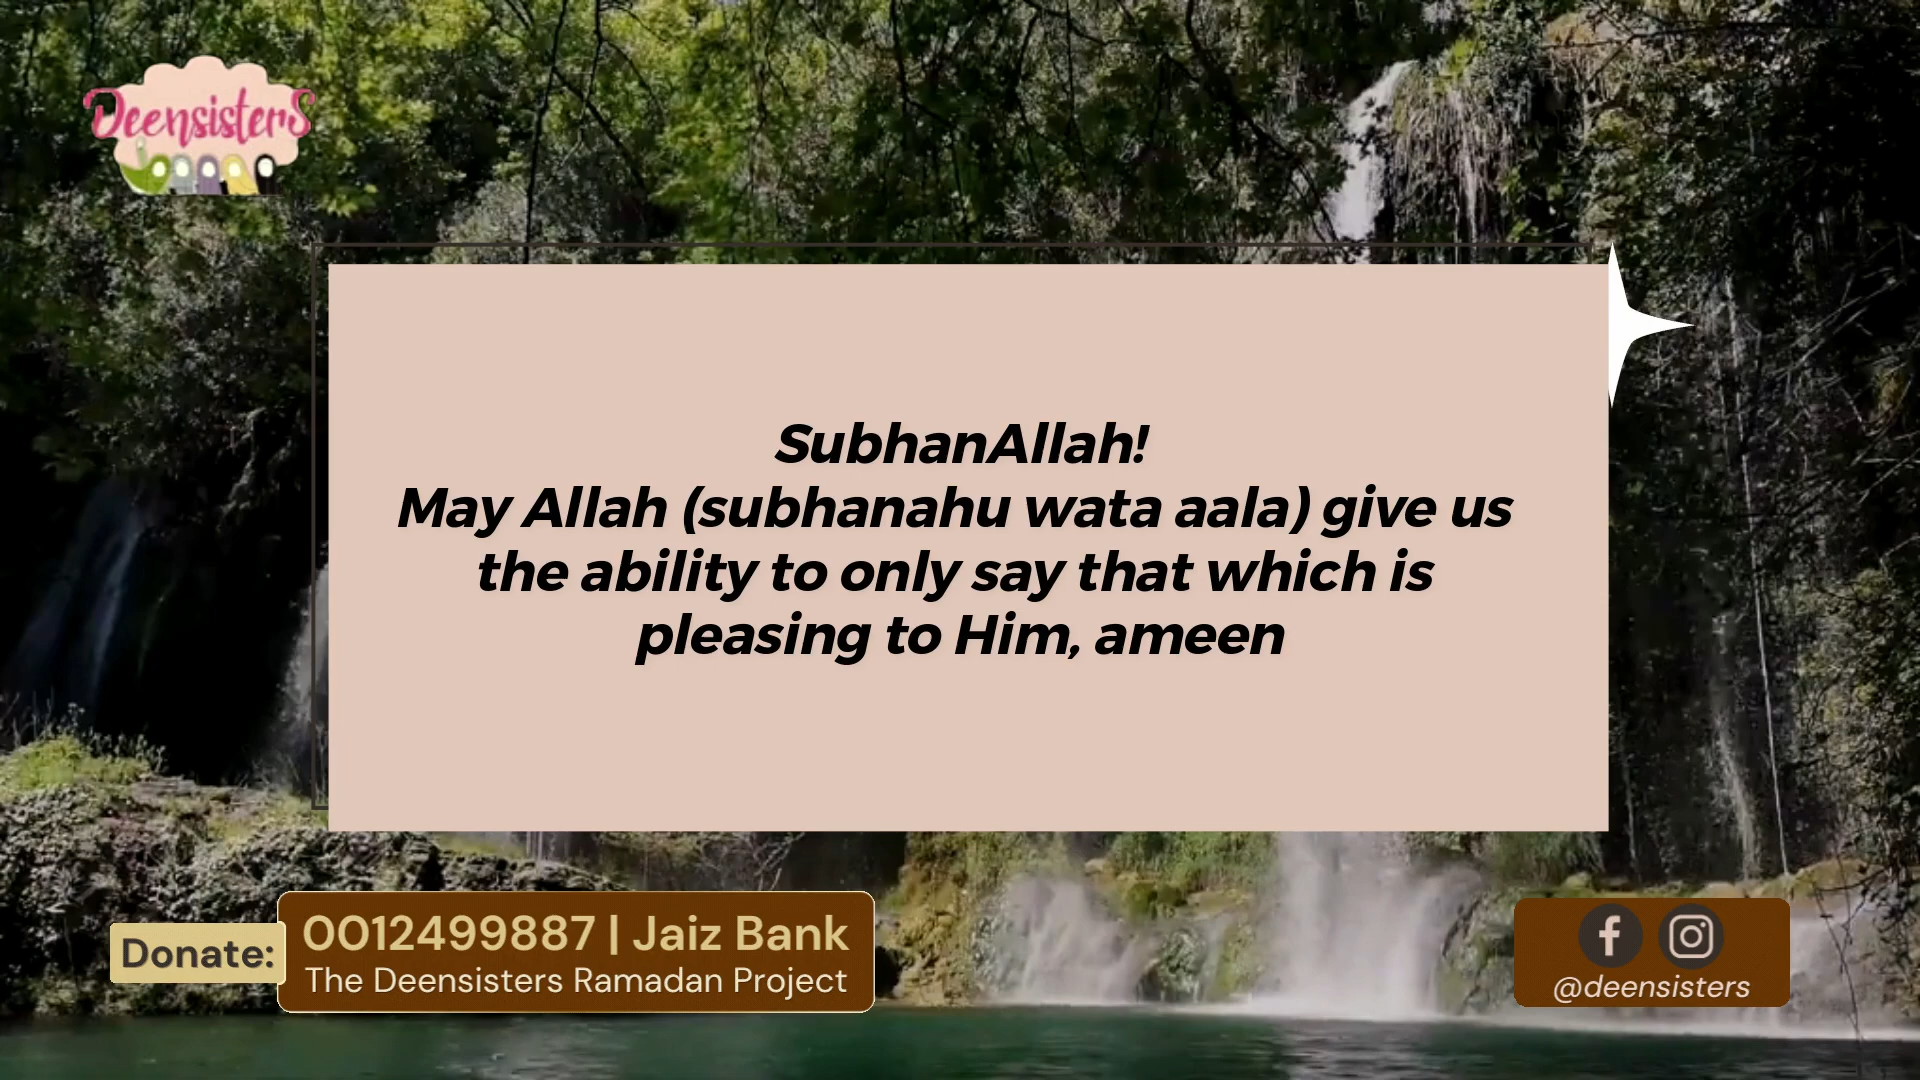 Deensisters
SubhanAllah!
May Allah (subhanahu wata aala) give us
the ability to only say that which is
pleasing to Him, ameen
Donate:
0012499887 | Jaiz Bank
The Deensisters Ramadan Project
@deensisters